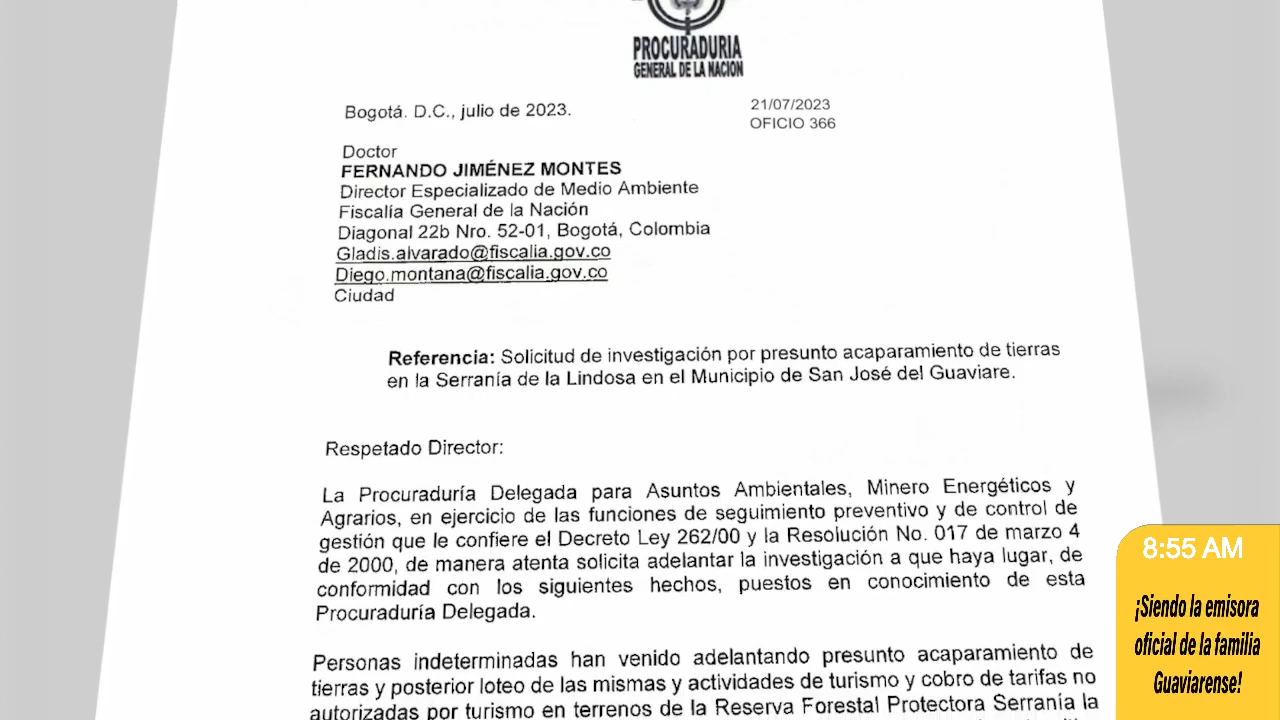 PROCURADURIA
GENERAL DE LA NACION
Bogotá. D.C., julio de 2023.
21/07/2023
OFICIO 366
Doctor
FERNANDO JIMÉNEZ MONTES
Director Especializado de Medio Ambiente
Fiscalía General de la Nación
Diagonal 22b Nro. 52-01, Bogotá, Colombia
Gladis.alvarado@fiscalia.gov.co
Diego.montana@fiscalia.gov.co
Ciudad
Referencia: Solicitud de investigación por presunto acaparamiento de tierras
en la Serranía de la Lindosa en el Municipio de San José del Guaviare.
Respetado Director:
La Procuraduría Delegada para Asuntos Ambientales, Minero Energéticos y
Agrarios, en ejercicio de las funciones de seguimiento preventivo y de control de
gestión que le confiere el Decreto Ley 262/00 y la Resolución No. 017 de marzo 4
de 2000, de manera atenta solicita adelantar la investigación a que haya lugar, de
conformidad con los siguientes hechos, puestos en conocimiento de esta
Procuraduría Delegada.
Personas indeterminadas han venido adelantando presunto acaparamiento de
tierras y posterior loteo de las mismas y actividades de turismo y cobro de tarifas no
autorizadas por turismo en terrenos de la Reserva Forestal Protectora Serranía la
8:55 AM
¡Siendo la emisora
oficial de la familia
Guaviarense!